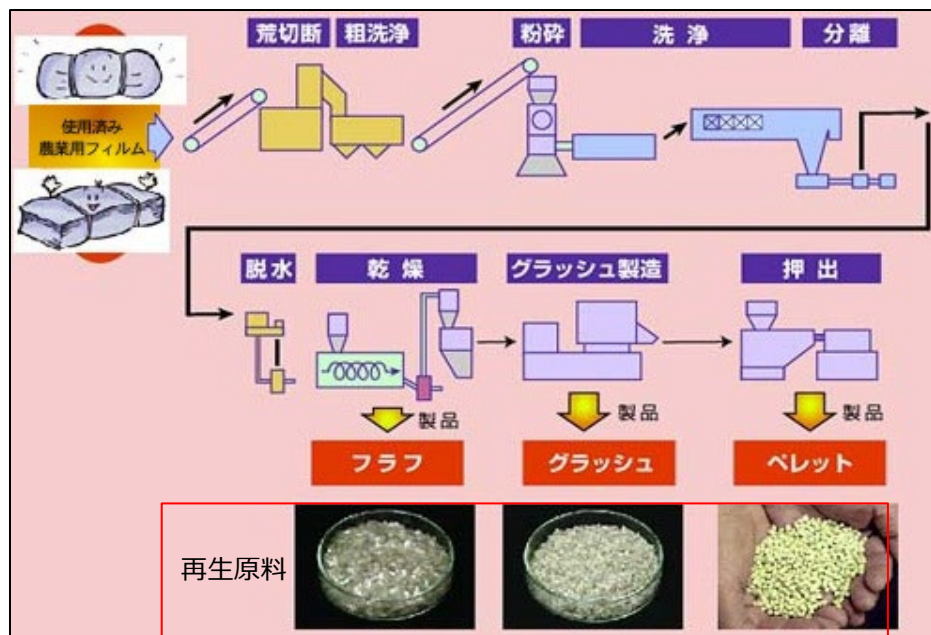 荒切断
粗洗浄
粉砕
洗浄
分離
使用済み
農業用フィルム
脱水
乾燥
グラッシュ製造
押出
製品
製品
製品
フラフ
グラッシュ
ペレット
再生原料